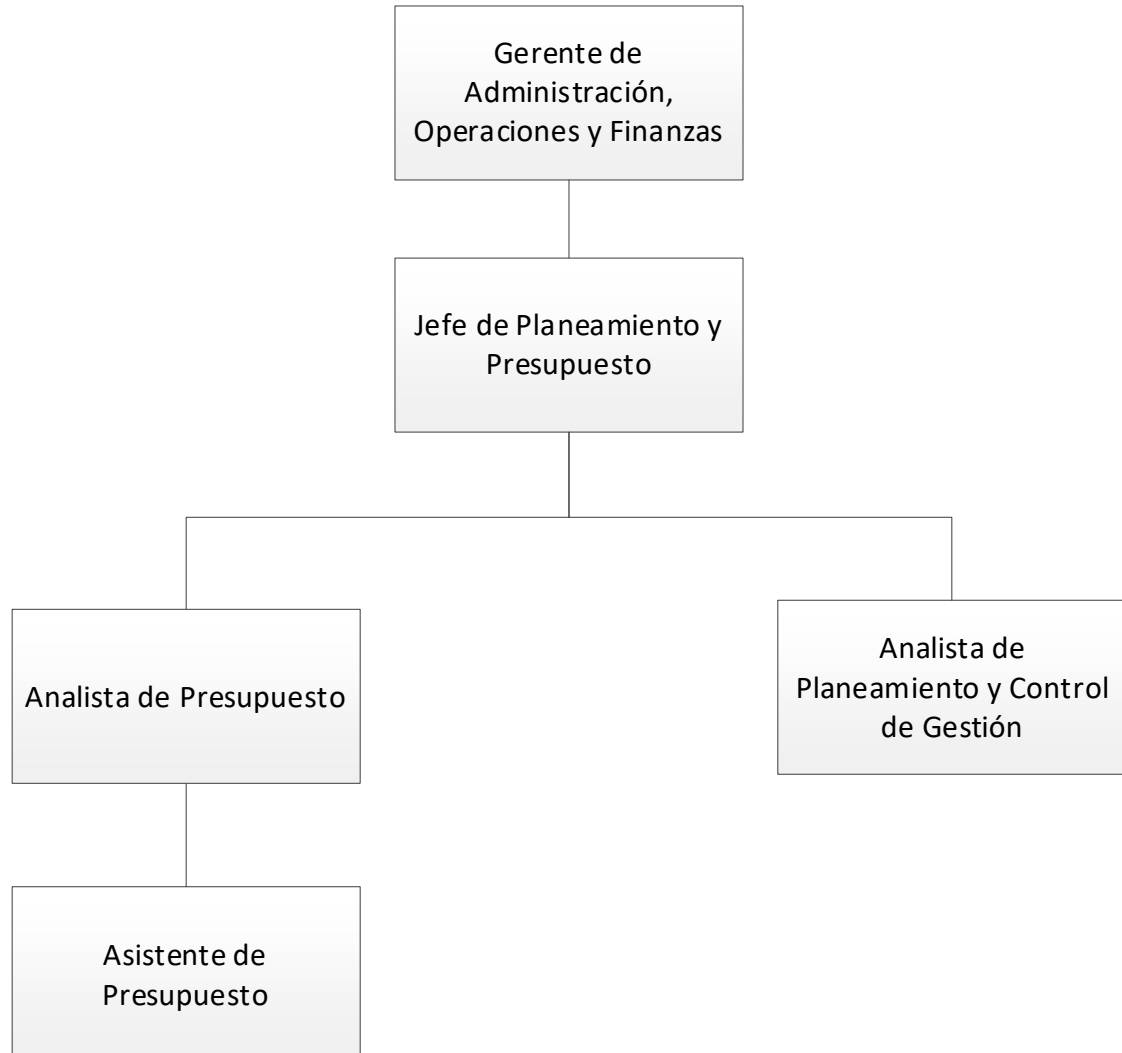 Gerente de
Administración,
Operaciones y Finanzas
Jefe de Planeamiento y
Presupuesto
Analista de Presupuesto
Analista de
Planeamiento y Control
de Gestión
Asistente de
Presupuesto